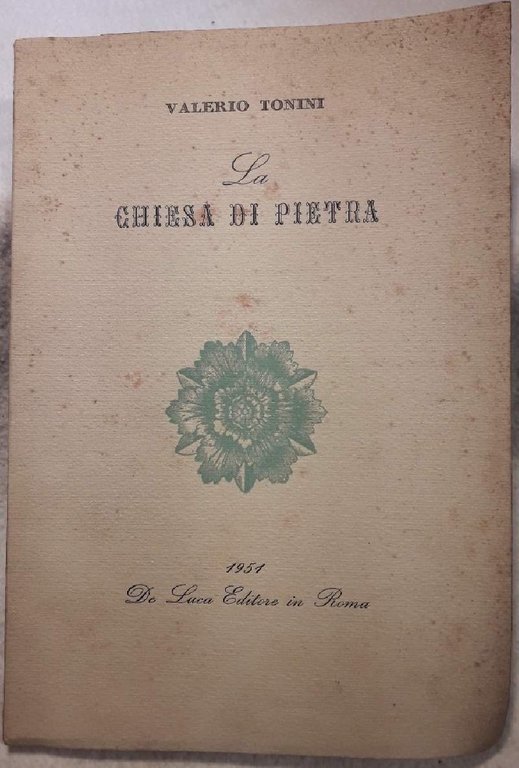 VALERIO TONINI
La
CHIESA DI PIETRA
1951
De Luca Editore in Roma